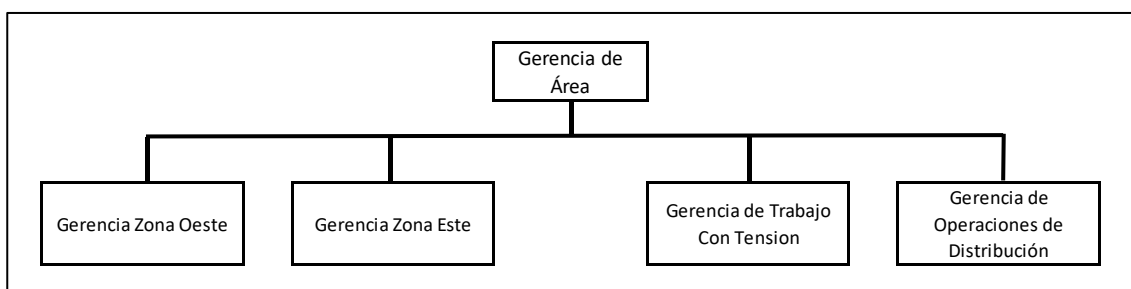 Gerencia de
Área
Gerencia Zona Oeste
Gerencia Zona Este
Gerencia de Trabajo
Con Tension
Gerencia de
Operaciones de
Distribución